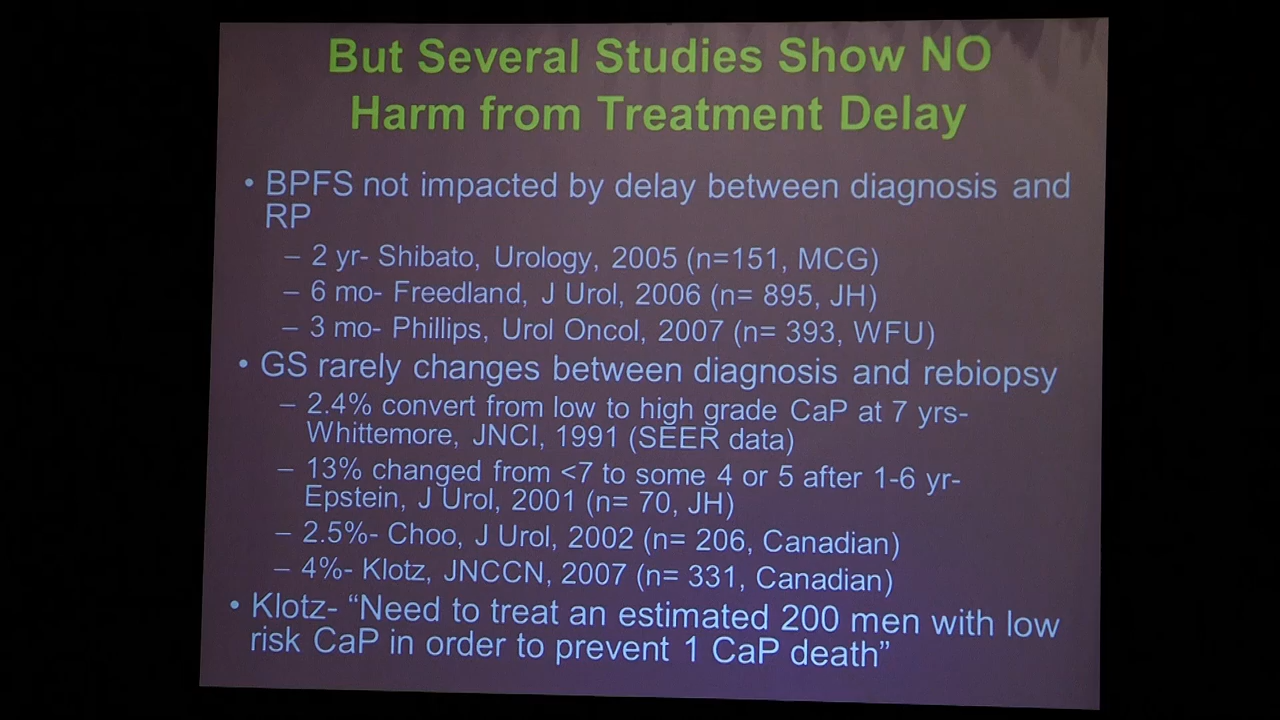 But Several Studies Show NO
Harm from Treatment Delay
• BPFS not impacted by delay between diagnosis and
RP
– 2 yr- Shibato, Urology, 2005 (n=151, MCG)
– 6 mo- Freedland, J Urol, 2006 (n= 895, JH)
– 3 mo- Phillips, Urol Oncol, 2007 (n= 393, WFU)
• GS rarely changes between diagnosis and rebiopsy
– 2.4% convert from low to high grade CaP at 7 yrs-
Whittemore, JNCI, 1991 (SEER data)
– 13% changed from <7 to some 4 or 5 after 1-6 yr-
Epstein, J Urol, 2001 (n= 70, JH)
– 2.5%- Choo, J Urol, 2002 (n= 206, Canadian)
– 4%- Klotz, JNCCN, 2007 (n= 331, Canadian)
• Klotz- “Need to treat an estimated 200 men with low
risk CaP in order to prevent 1 CaP death”